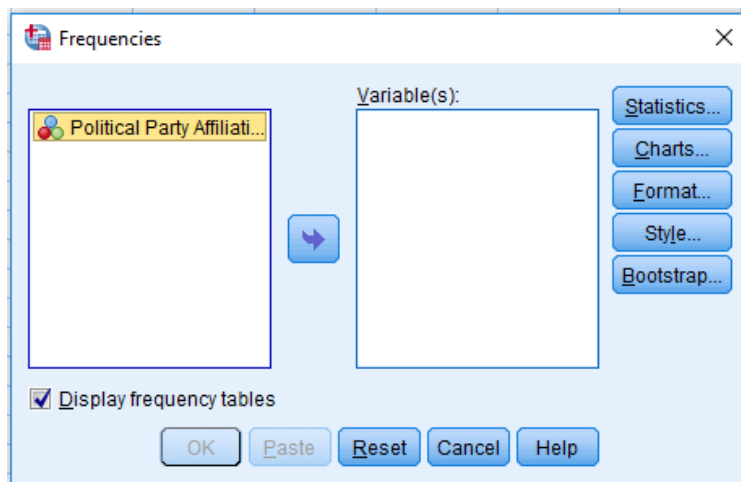 Frequencies
Variable(s):
Political Party Affiliati...
Statistics...
Charts...
Format...
Style...
Bootstrap...
Display frequency tables
OK Paste Reset Cancel Help